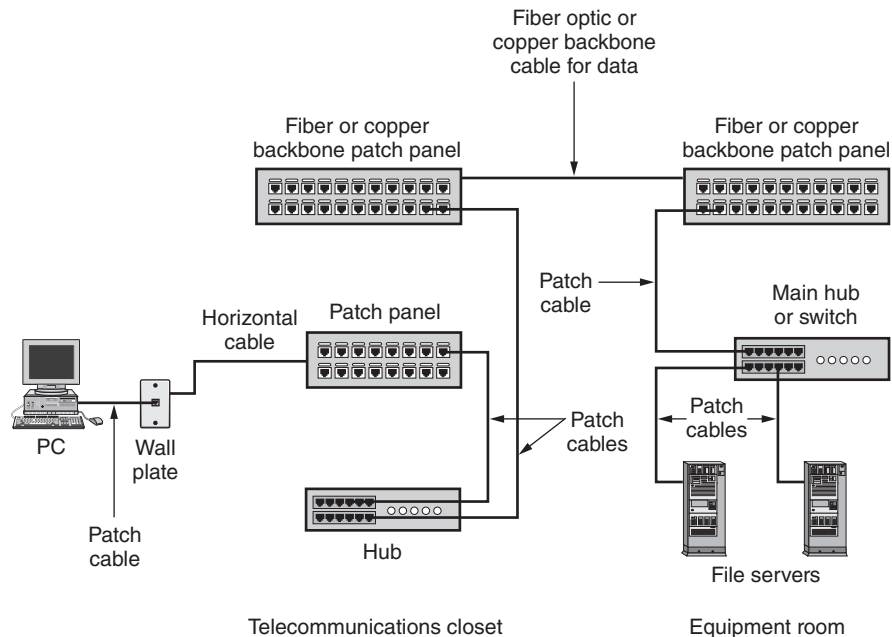 Fiber optic or
copper backbone
cable for data
Fiber or copper
backbone patch panel
Fiber or copper
backbone patch panel
Patch
cable
Main hub
or switch
Horizontal
cable
Patch panel
PC
Wall
plate
Patch
cables
Patch
cables
Patch
cable
Hub
File servers
Telecommunications closet
Equipment room